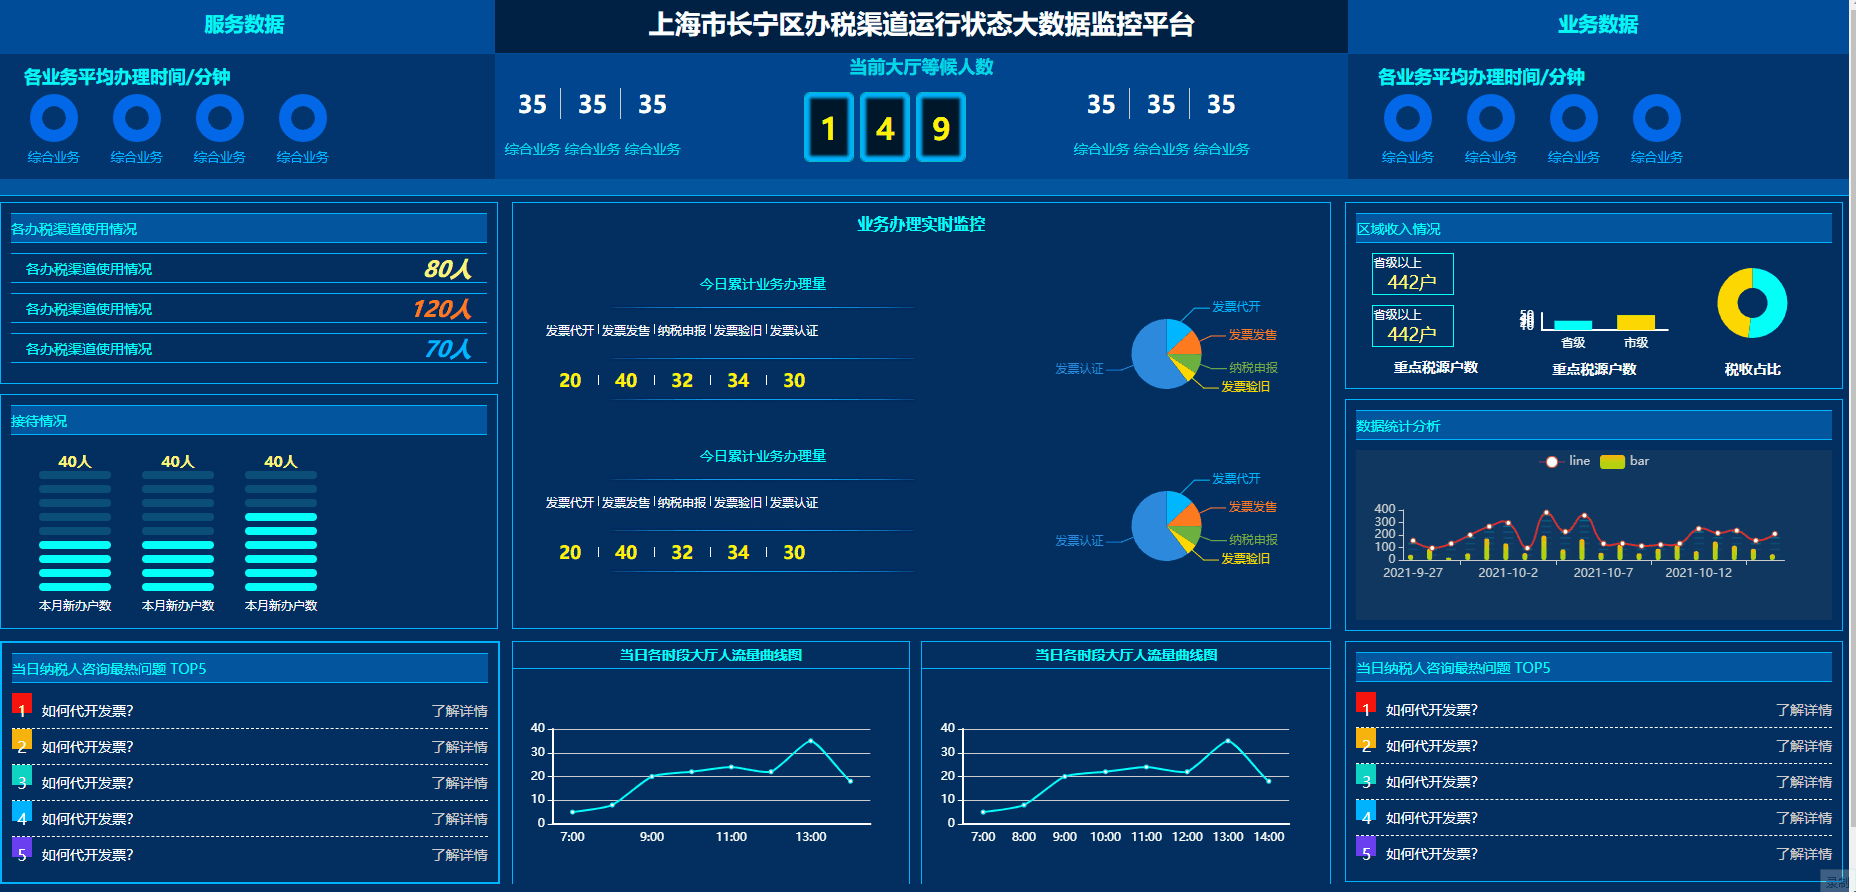 服务数据
上海市长宁区办税渠道运行状态大数据监控平台
业务数据
各业务平均办理时间/分钟
综合业务 综合业务 综合业务 综合业务
35 35 35
综合业务 综合业务 综合业务
当前大厅等候人数
1 4 9
35 35 35
综合业务 综合业务 综合业务
各业务平均办理时间/分钟
综合业务 综合业务 综合业务 综合业务
各办税渠道使用情况
各办税渠道使用情况 80人
各办税渠道使用情况 120人
各办税渠道使用情况 70人
接待情况
40人 40人 40人
本月新办户数 本月新办户数 本月新办户数
当日纳税人咨询最热问题 TOP5
1 如何代开发票? 了解详情
2 如何代开发票? 了解详情
3 如何代开发票? 了解详情
4 如何代开发票? 了解详情
5 如何代开发票? 了解详情
业务办理实时监控
今日累计业务办理量
发票代开 发票发售 纳税申报 发票验旧 发票认证
20 40 32 34 30
发票代开
发票发售
纳税申报
发票验旧
发票认证
今日累计业务办理量
发票代开 发票发售 纳税申报 发票验旧 发票认证
20 40 32 34 30
发票代开
发票发售
纳税申报
发票验旧
发票认证
当日各时段大厅人流量曲线图
40
30
20
10
0
7:00 9:00 11:00 13:00
当日各时段大厅人流量曲线图
40
30
20
10
0
7:00 8:00 9:00 10:00 11:00 12:00 13:00 14:00
区域收入情况
省级以上
442户
省级以上
442户
重点税源户数
省级 市级
重点税源户数
税收占比
数据统计分析
line bar
400
300
200
100
0
2021-9-27 2021-10-2 2021-10-7 2021-10-12
当日纳税人咨询最热问题 TOP5
1 如何代开发票? 了解详情
2 如何代开发票? 了解详情
3 如何代开发票? 了解详情
4 如何代开发票? 了解详情
5 如何代开发票? 了解详情